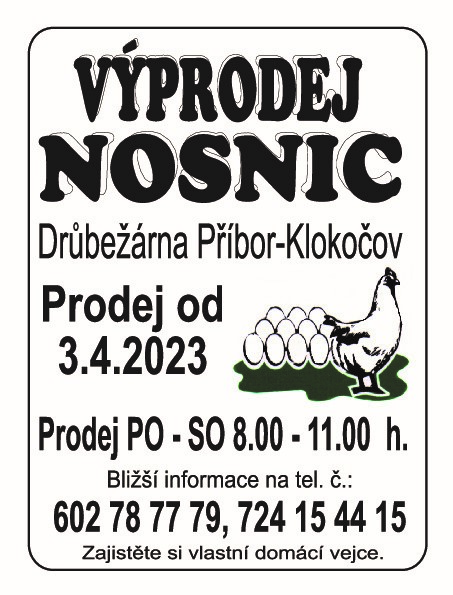 VÝPRODEJ
NOSNIC
Drůbežárna Příbor-Klokočov
Prodej od
3.4.2023
Prodej PO - SO 8.00 - 11.00 h.
Bližší informace na tel. č.:
602 78 77 79, 724 15 44 15
Zajistěte si vlastní domácí vejce.